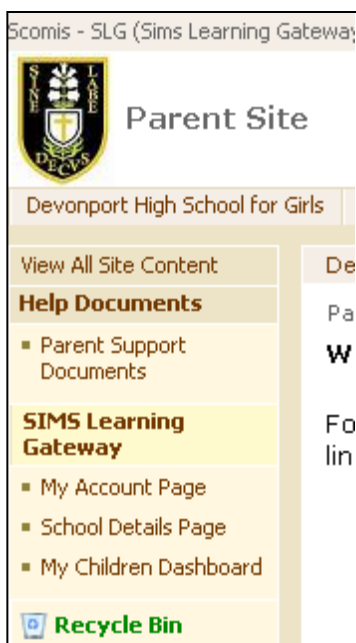 Scomis - SLG (Sims Learning Gateway
SINE LABE
DECVS
Parent Site
Devonport High School for Girls
View All Site Content
De
Help Documents
Pa
Parent Support
Documents
W
SIMS Learning
Gateway
Fo
lin
My Account Page
School Details Page
My Children Dashboard
Recycle Bin